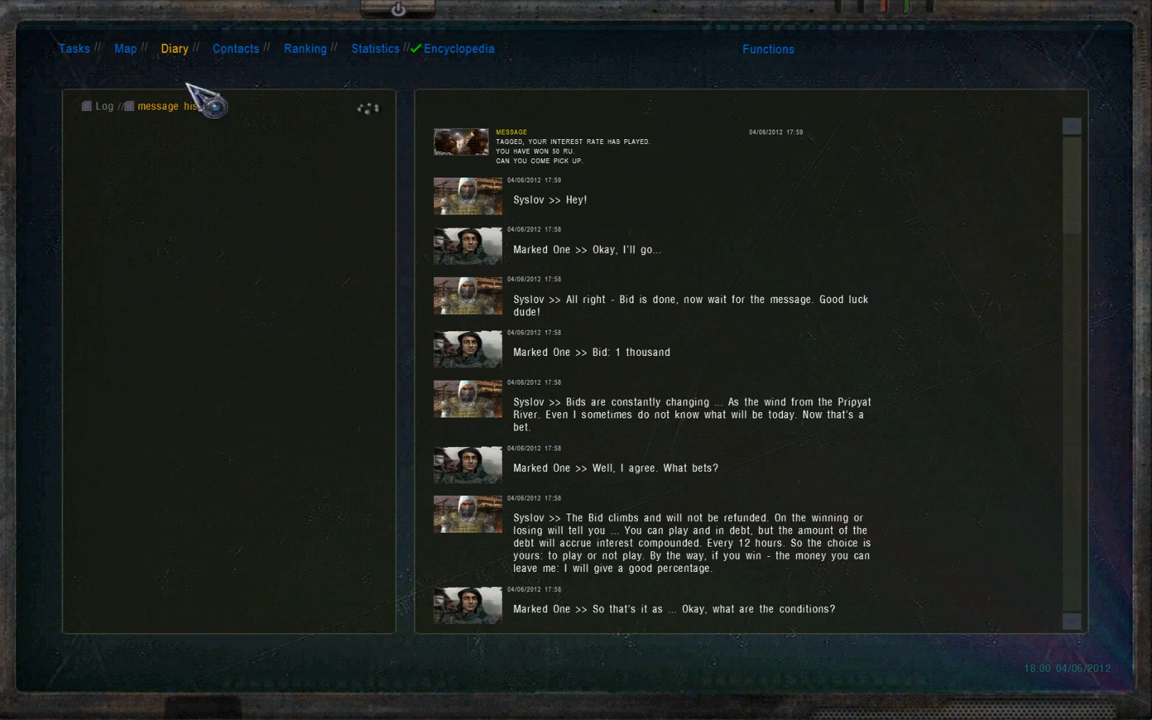 Tasks // Map // Diary // Contacts // Ranking // Statistics // Encyclopedia Functions
Log // message his
MESSAGE 04/06/2012 17:59
TAGGED, YOUR INTEREST RATE HAS PLAYED.
YOU HAVE WON 50 RU.
CAN YOU COME PICK UP.
04/06/2012 17:59
Syslov >> Hey!
04/06/2012 17:58
Marked One >> Okay, I'll go...
04/06/2012 17:58
Syslov >> All right - Bid is done, now wait for the message. Good luck
dude!
04/06/2012 17:58
Marked One >> Bid: 1 thousand
04/06/2012 17:58
Syslov >> Bids are constantly changing ... As the wind from the Pripyat
River. Even I sometimes do not know what will be today. Now that's a
bet.
04/06/2012 17:58
Marked One >> Well, I agree. What bets?
04/06/2012 17:58
Syslov >> The Bid climbs and will not be refunded. On the winning or
losing will tell you ... You can play and in debt, but the amount of the
debt will accrue interest compounded. Every 12 hours. So the choice is
yours: to play or not play. By the way, if you win - the money you can
leave me: I will give a good percentage.
04/06/2012 17:58
Marked One >> So that's it as ... Okay, what are the conditions?
18:00 04/06/2012